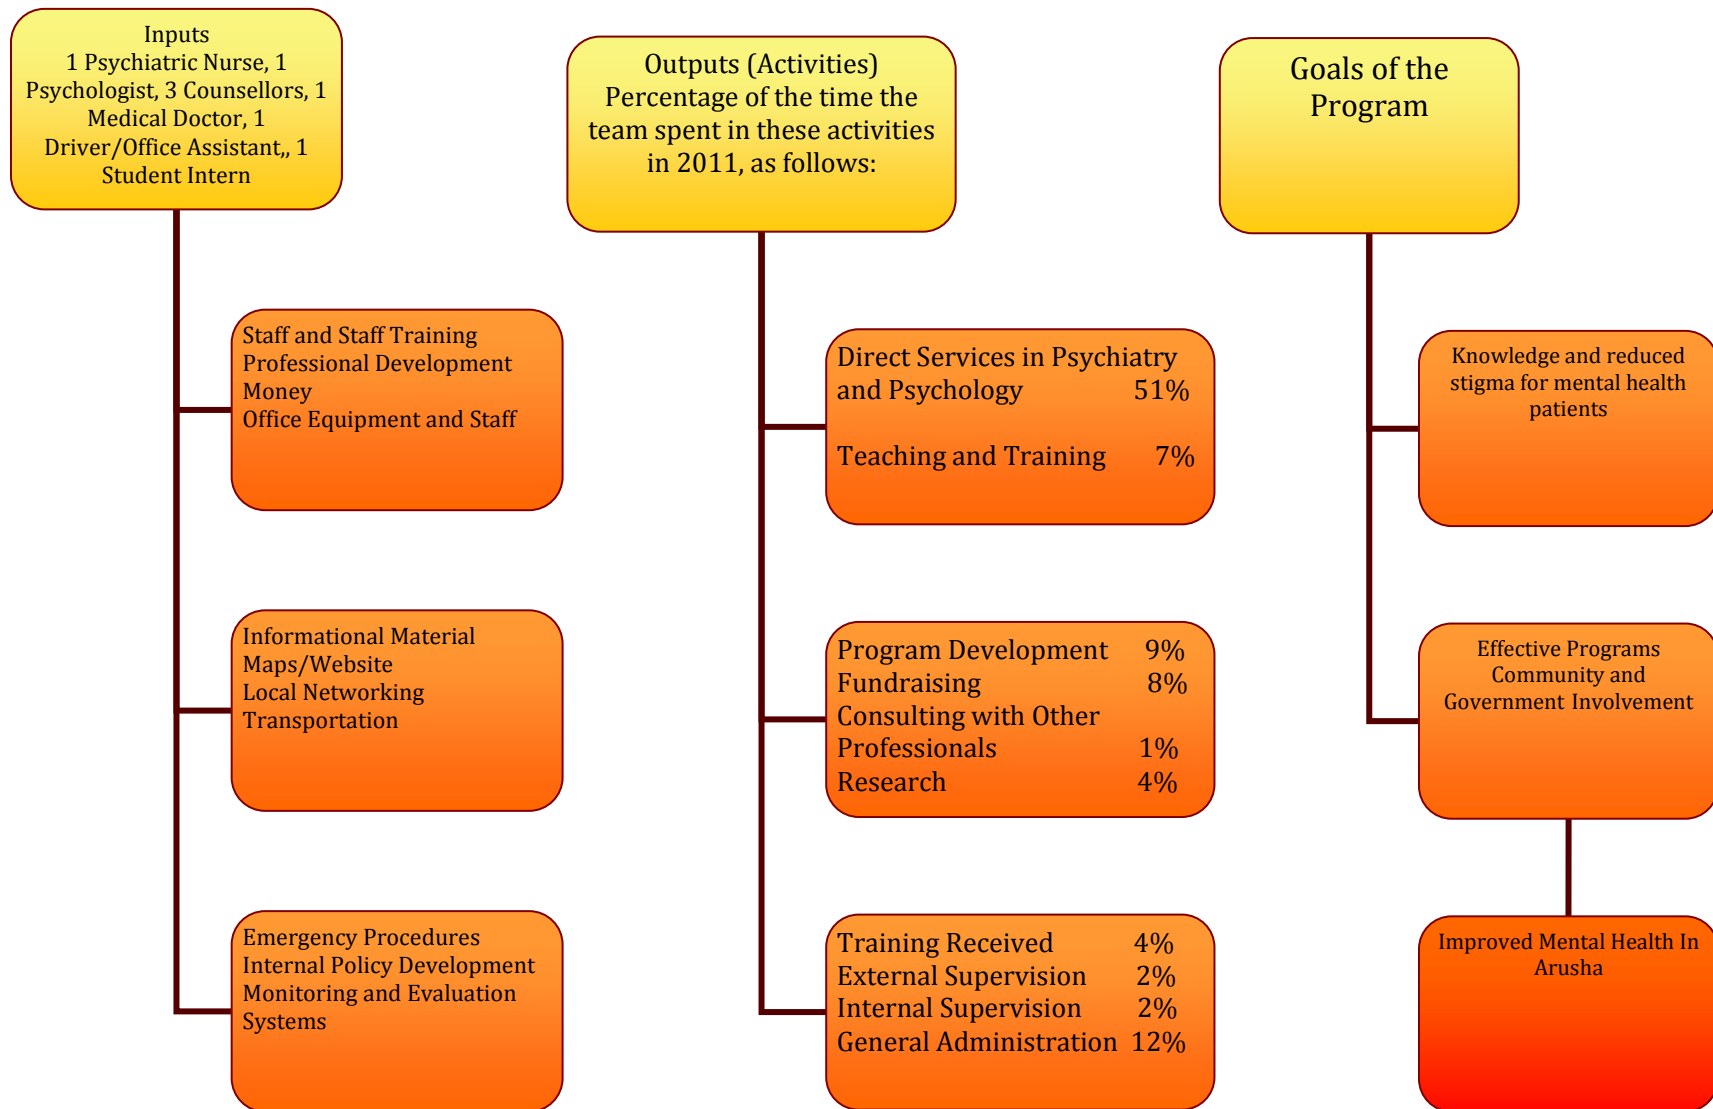 Inputs
1 Psychiatric Nurse, 1
Psychologist, 3 Counsellors, 1
Medical Doctor, 1
Driver/Office Assistant,, 1
Student Intern
Staff and Staff Training
Professional Development
Money
Office Equipment and Staff
Informational Material
Maps/Website
Local Networking
Transportation
Emergency Procedures
Internal Policy Development
Monitoring and Evaluation
Systems
Outputs (Activities)
Percentage of the time the
team spent in these activities
in 2011, as follows:
Direct Services in Psychiatry
and Psychology 51%
Teaching and Training 7%
Program Development 9%
Fundraising 8%
Consulting with Other
Professionals 1%
Research 4%
Training Received 4%
External Supervision 2%
Internal Supervision 2%
General Administration 12%
Goals of the
Program
Knowledge and reduced
stigma for mental health
patients
Effective Programs
Community and
Government Involvement
Improved Mental Health In
Arusha